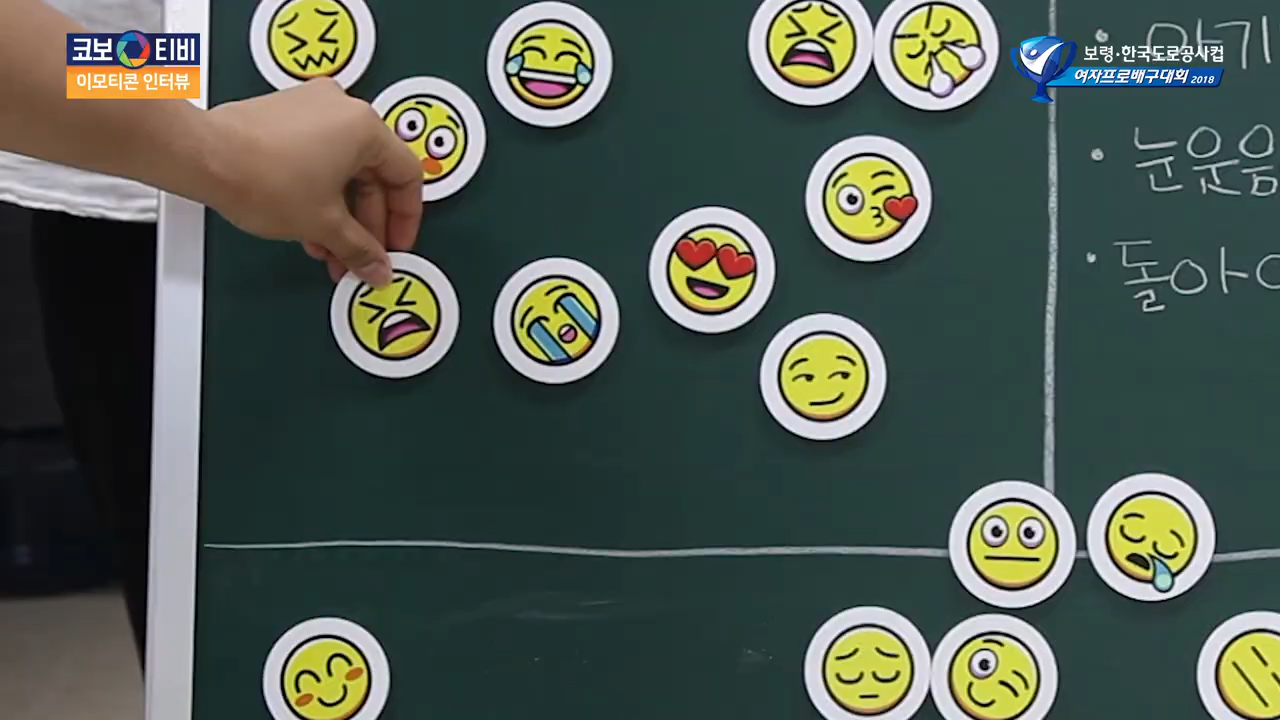 코보티비
이모티콘 인터뷰
보령·한국도로공사컵
여자프로배구대회 2018
· 아기
· 눈웃음
· 돌아